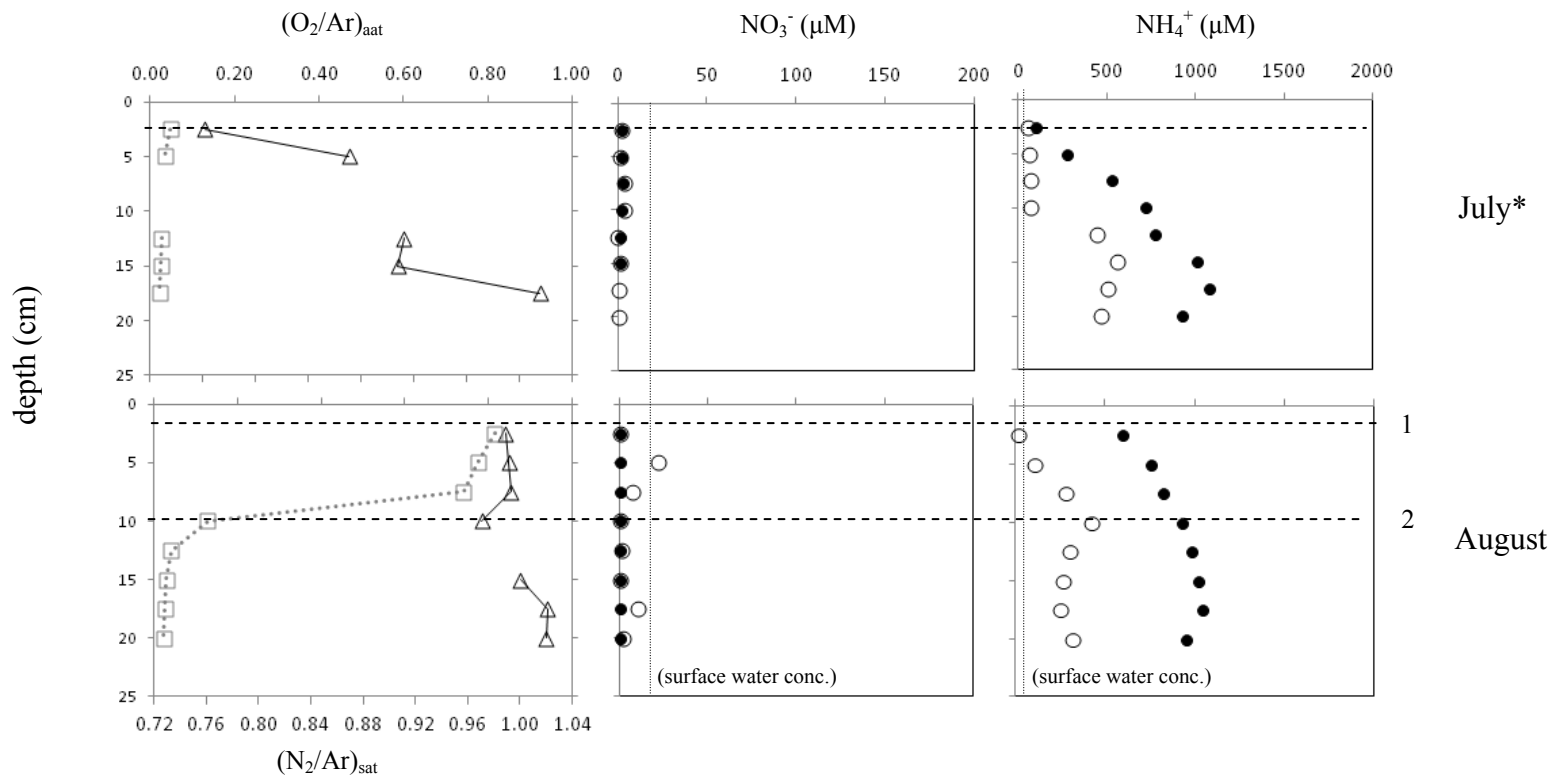 (O₂/Ar)ₐₐₜ NO₃⁻ (μM) NH₄⁺ (μM)
0.00 0.20 0.40 0.60 0.80 1.00 0 50 100 150 200 0 500 1000 1500 2000
0
5
10
15
20
25
July*
depth (cm)
0
5
10
15
20
25
1
2
August
(surface water conc.) (surface water conc.)
0.72 0.76 0.80 0.84 0.88 0.92 0.96 1.00 1.04
(N₂/Ar)ₛₐₜ